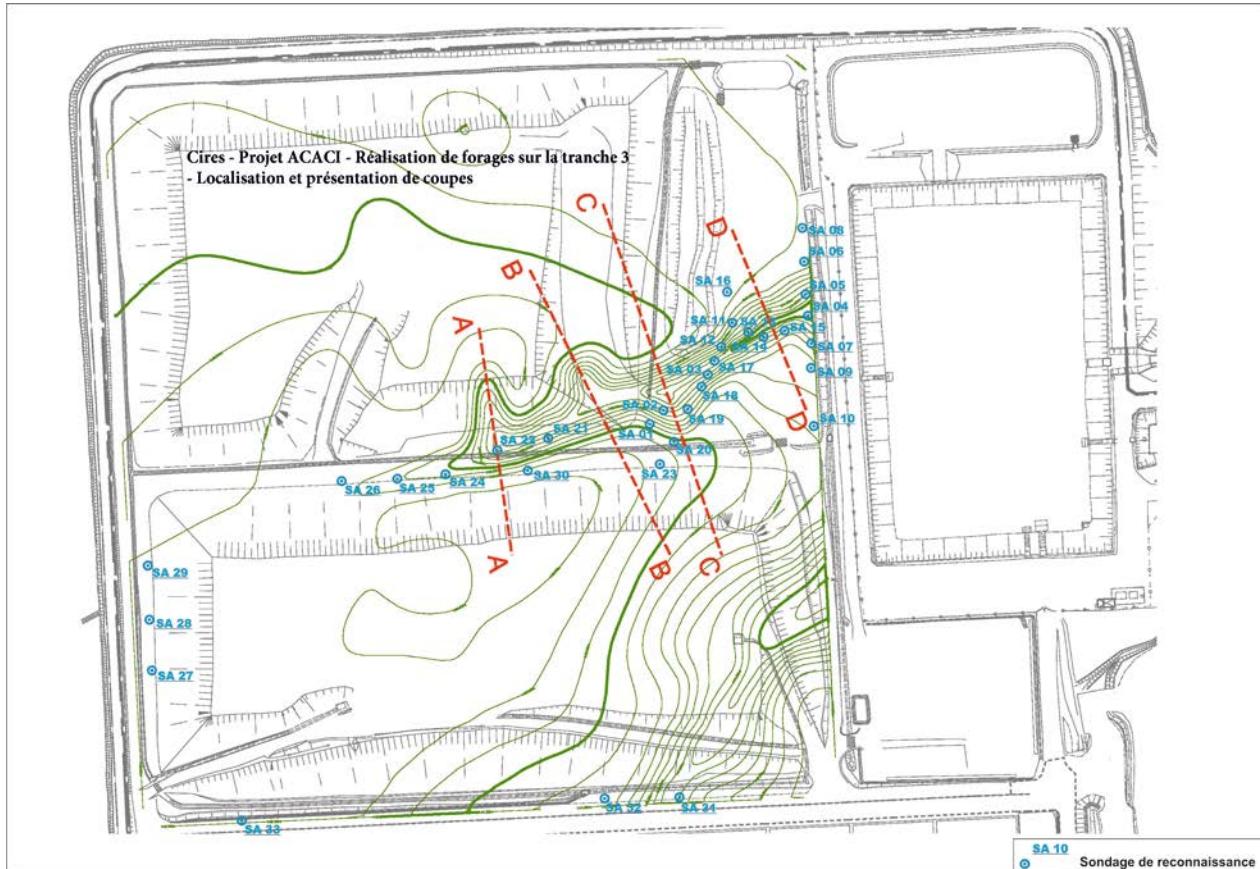 Cires - Projet ACACI - Réalisation de forages sur la tranche 3
- Localisation et présentation de coupes
C
D
SA 08
SA 06
B
SA 16
SA 05
SA 04
A
SA 11
SA 15
SA 12
SA 14
SA 07
SA 03
SA 17
SA 09
SA 18
SA 02
SA 19
D
SA 10
SA 01
SA 21
SA 22
SA 20
SA 23
SA 30
SA 24
SA 25
SA 26
A
B
C
SA 29
SA 28
SA 27
SA 32
SA 31
SA 33
SA 10
Sondage de reconnaissance